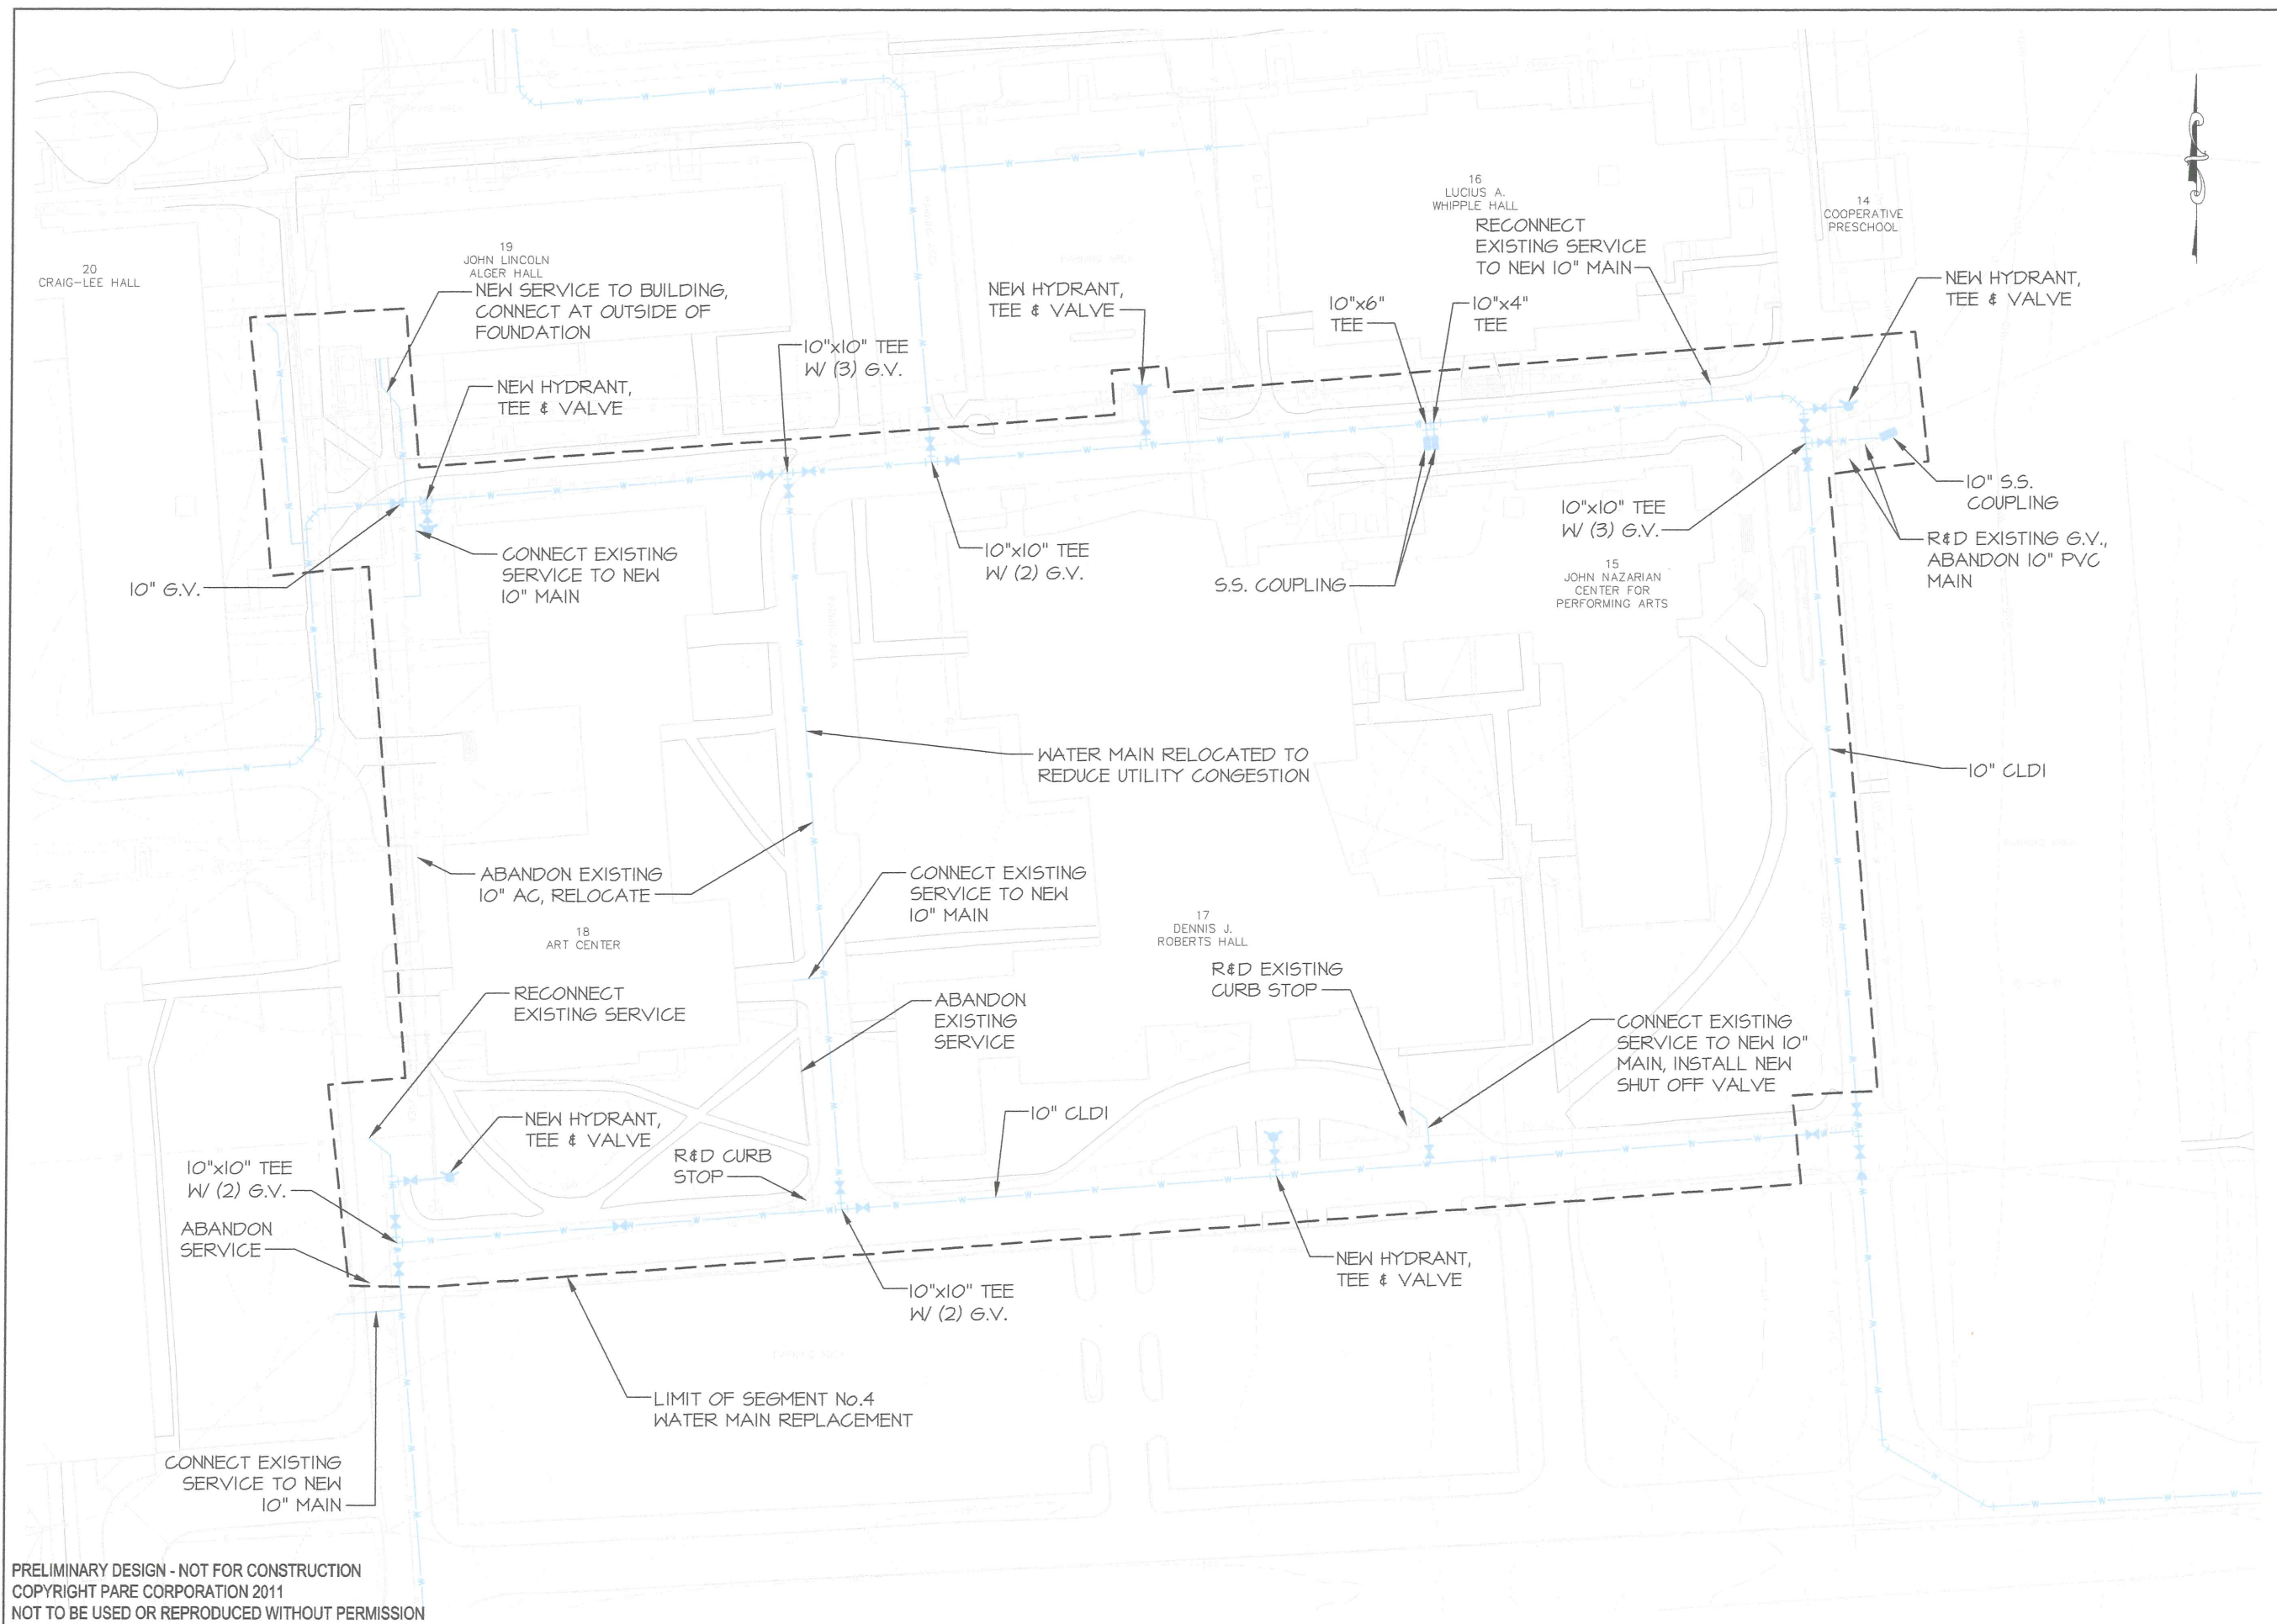 16
LUCIUS A.
WHIPPLE HALL
14
COOPERATIVE
PRESCHOOL
RECONNECT
EXISTING SERVICE
TO NEW 10" MAIN
19
JOHN LINCOLN
ALGER HALL
20
CRAIG-LEE HALL
NEW SERVICE TO BUILDING,
CONNECT AT OUTSIDE OF
FOUNDATION
NEW HYDRANT,
TEE & VALVE
10"x6"
TEE
10"x4"
TEE
NEW HYDRANT,
TEE & VALVE
10"x10" TEE
W/ (3) G.V.
NEW HYDRANT,
TEE & VALVE
10" S.S.
COUPLING
10"x10" TEE
W/ (3) G.V.
R&D EXISTING G.V.,
ABANDON 10" PVC
MAIN
CONNECT EXISTING
SERVICE TO NEW
10" MAIN
10" G.V.
10"x10" TEE
W/ (2) G.V.
S.S. COUPLING
15
JOHN NAZARIAN
CENTER FOR
PERFORMING ARTS
WATER MAIN RELOCATED TO
REDUCE UTILITY CONGESTION
10" CLDI
ABANDON EXISTING
10" AC, RELOCATE
CONNECT EXISTING
SERVICE TO NEW
10" MAIN
18
ART CENTER
17
DENNIS J.
ROBERTS HALL
R&D EXISTING
CURB STOP
RECONNECT
EXISTING SERVICE
ABANDON
EXISTING
SERVICE
CONNECT EXISTING
SERVICE TO NEW 10"
MAIN, INSTALL NEW
SHUT OFF VALVE
NEW HYDRANT,
TEE & VALVE
10" CLDI
R&D CURB
STOP
10"x10" TEE
W/ (2) G.V.
ABANDON
SERVICE
10"x10" TEE
W/ (2) G.V.
NEW HYDRANT,
TEE & VALVE
LIMIT OF SEGMENT No.4
WATER MAIN REPLACEMENT
CONNECT EXISTING
SERVICE TO NEW
10" MAIN
PRELIMINARY DESIGN - NOT FOR CONSTRUCTION
COPYRIGHT PARE CORPORATION 2011
NOT TO BE USED OR REPRODUCED WITHOUT PERMISSION